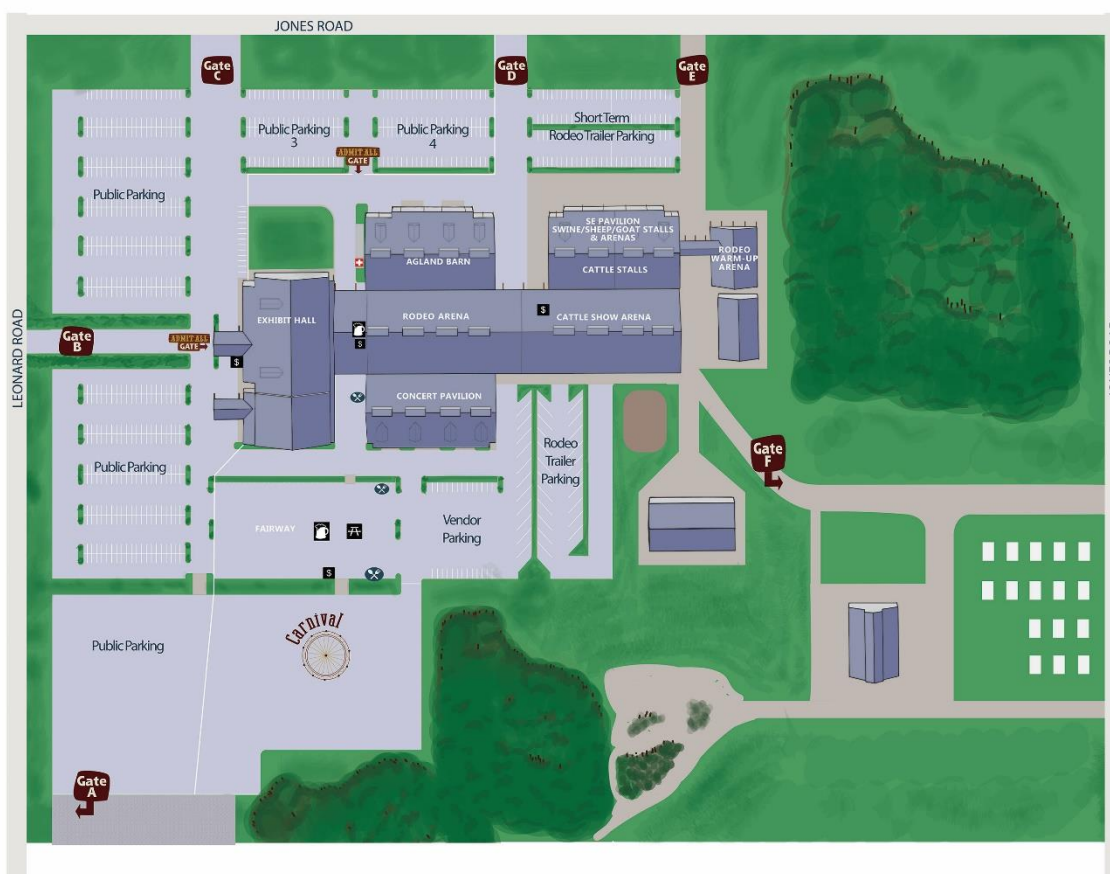 JONES ROAD
Gate
C
Gate
D
Gate
E
Public Parking
3
Public Parking
4
Short Term
Rodeo Trailer Parking
ADMIT ALL
GATE
Public Parking
SE PAVILION
SWINE/SHEEP/GOAT STALLS
& ARENAS
AGLAND BARN
CATTLE STALLS
RODEO
WARM-UP
ARENA
EXHIBIT HALL
RODEO ARENA
CATTLE SHOW ARENA
$
LEONARD ROAD
Gate
B
ADMIT ALL
GATE
$
$
CONCERT PAVILION
Rodeo
Trailer
Parking
Gate
F
Public Parking
FAIRWAY
Vendor
Parking
$
Carnival
Public Parking
Gate
A